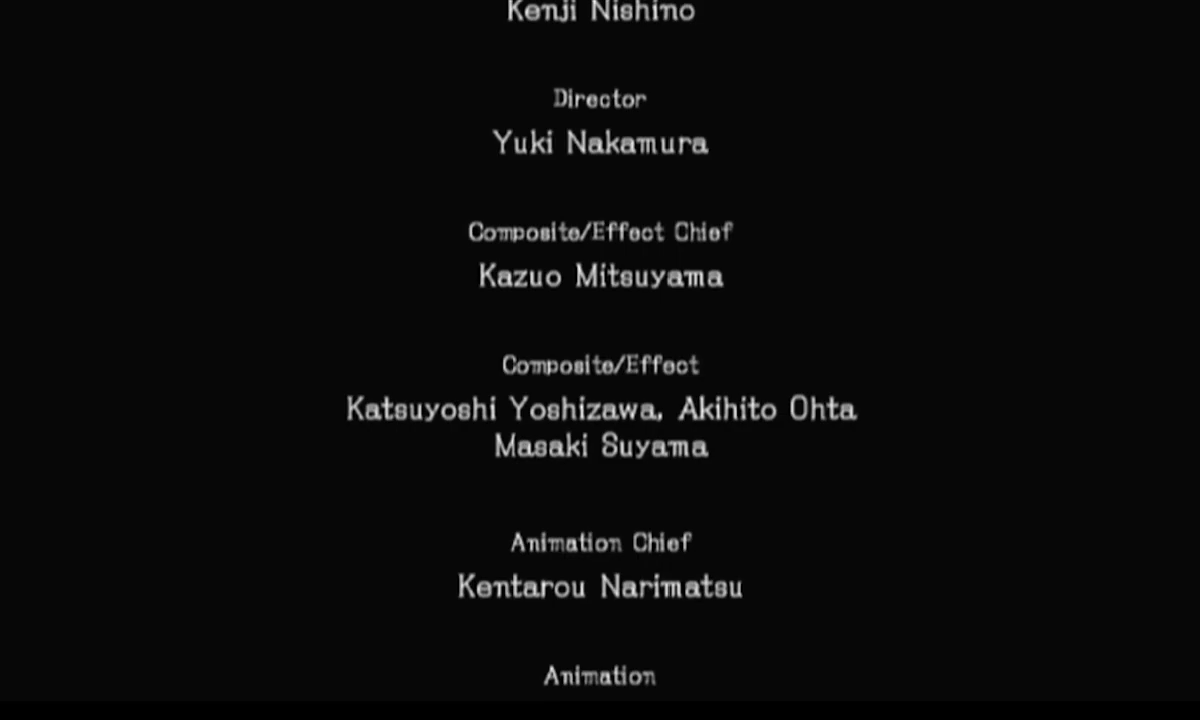 Kenji Nishino
Director
Yuki Nakamura
Composite/Effect Chief
Kazuo Mitsuyama
Composite/Effect
Katsuyoshi Yoshizawa, Akihito Ohta
Masaki Suyama
Animation Chief
Kentarou Narimatsu
Animation